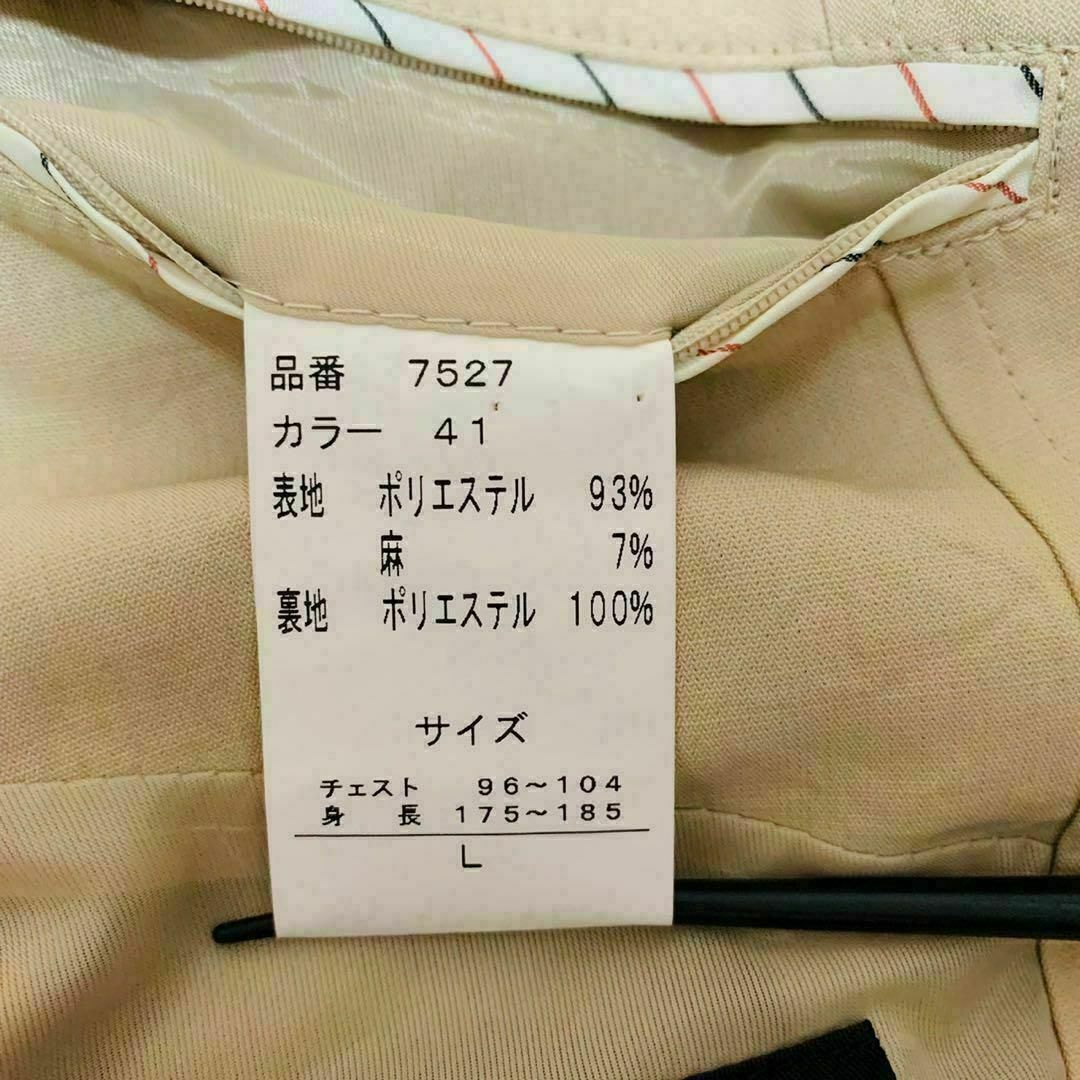 品番 7527
カラー 41
表地 ポリエステル 93%
麻 7%
裏地 ポリエステル 100%
サイズ
チェスト 96～104
身長 175～185
L